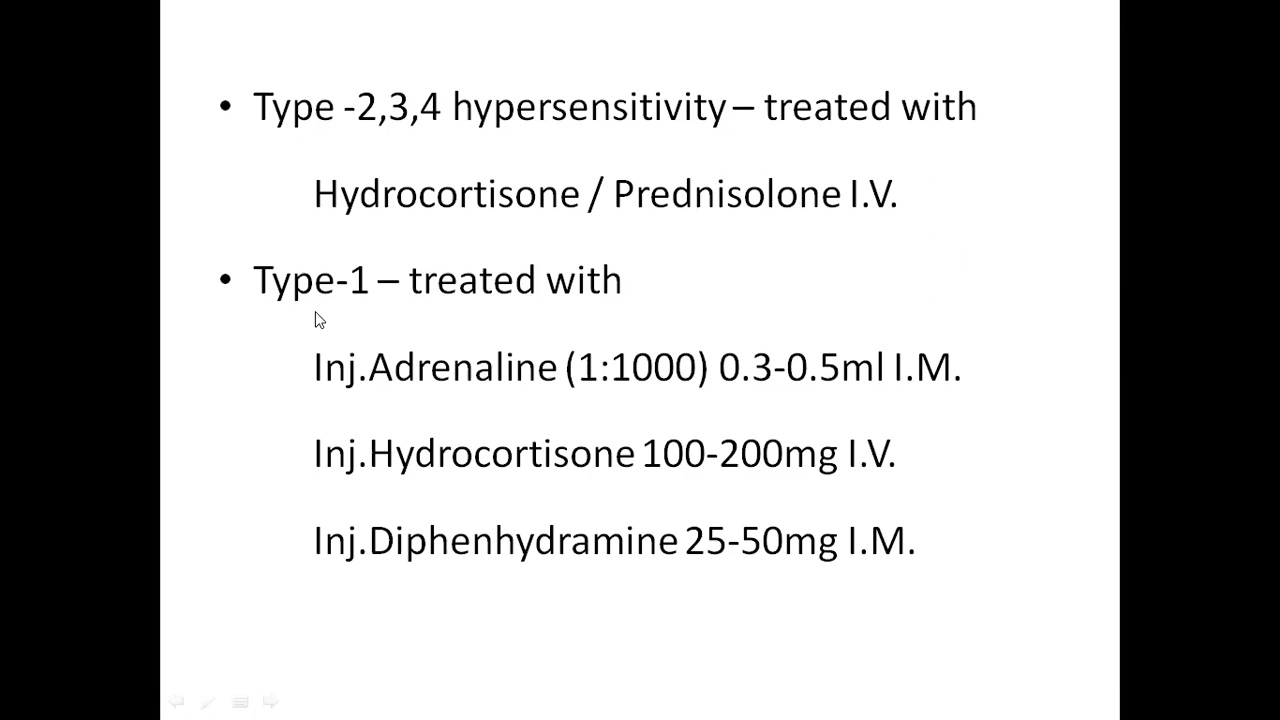 • Type -2,3,4 hypersensitivity – treated with
Hydrocortisone / Prednisolone I.V.
• Type-1 – treated with
Inj.Adrenaline (1:1000) 0.3-0.5ml I.M.
Inj.Hydrocortisone 100-200mg I.V.
Inj.Diphenhydramine 25-50mg I.M.